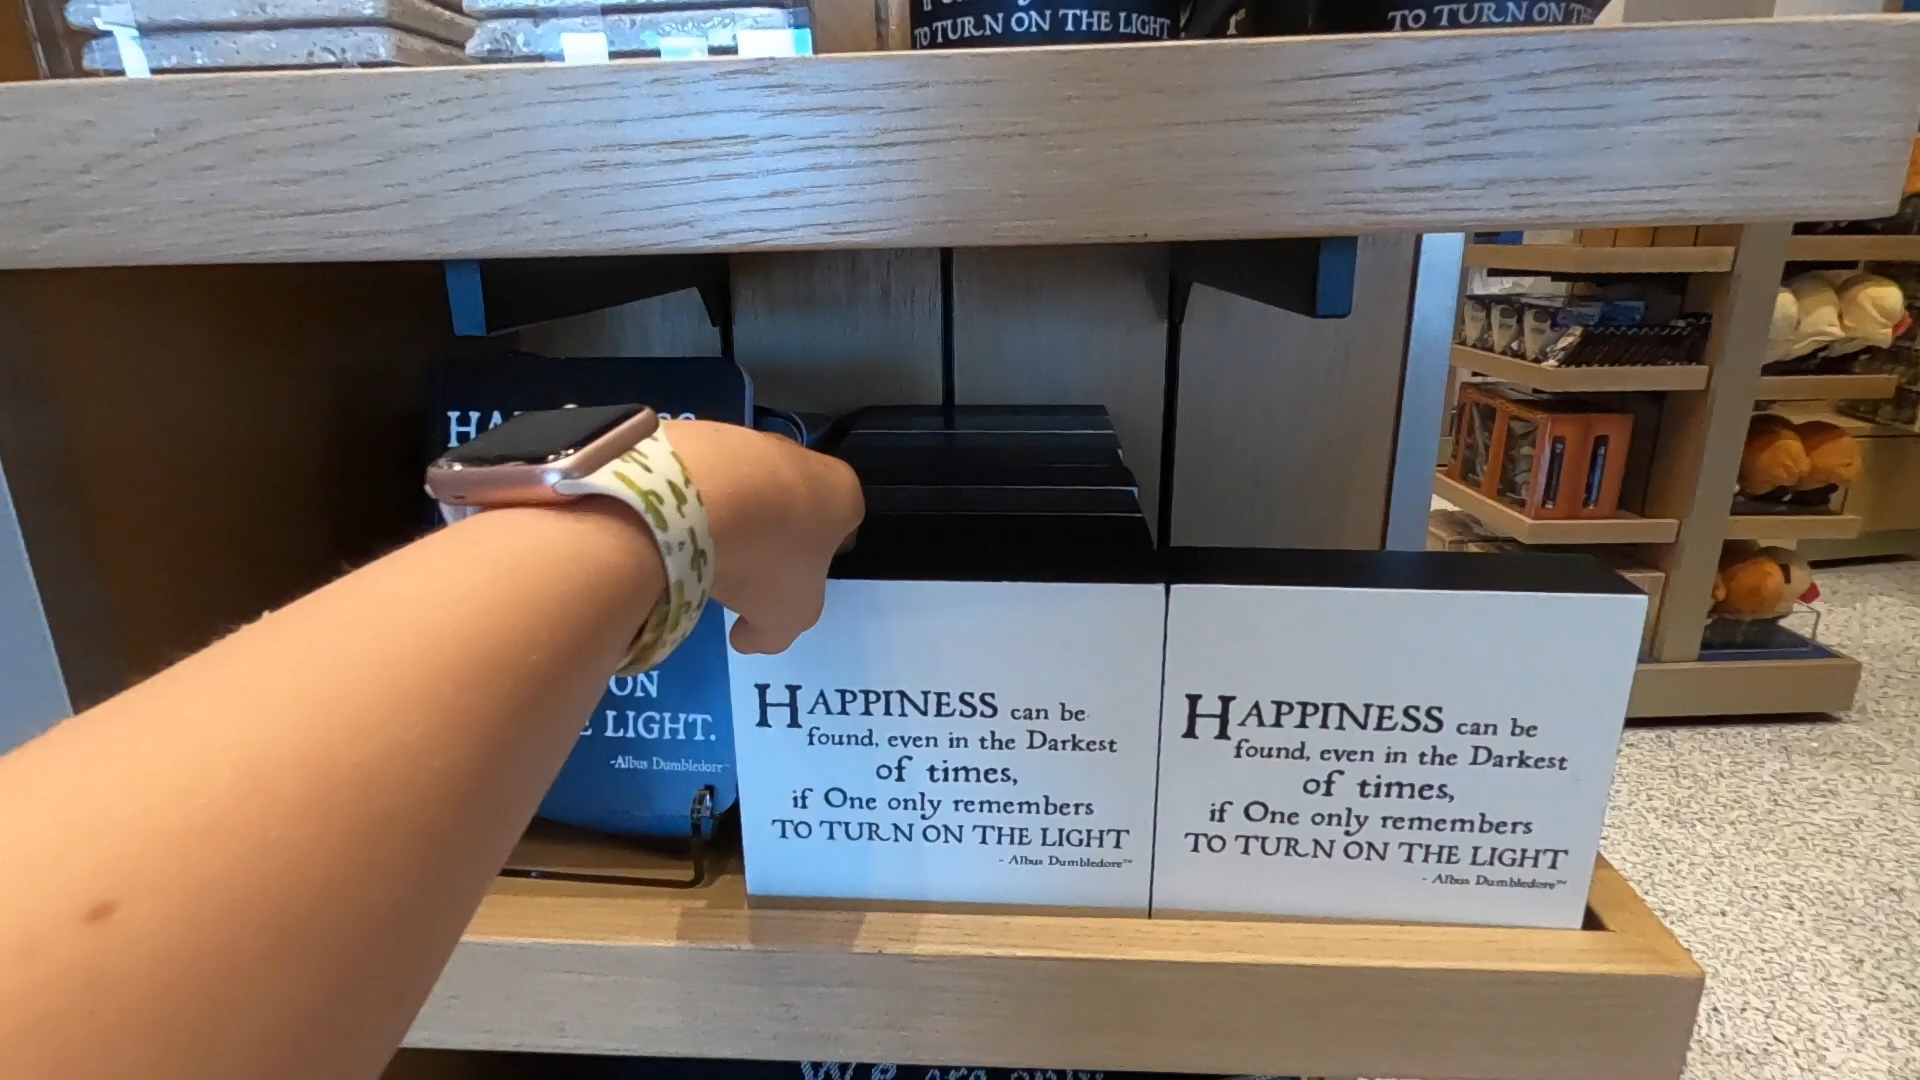 TO TURN ON THE LIGHT
TO TURN ON THE
ON
LIGHT.
-Albus Dumbledore™
HAPPINESS can be
found, even in the Darkest
of times,
if One only remembers
TO TURN ON THE LIGHT
- Albus Dumbledore™
HAPPINESS can be
found, even in the Darkest
of times,
if One only remembers
TO TURN ON THE LIGHT
- Albus Dumbledore™